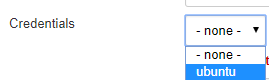 Credentials
- none -
- none -
ubuntu